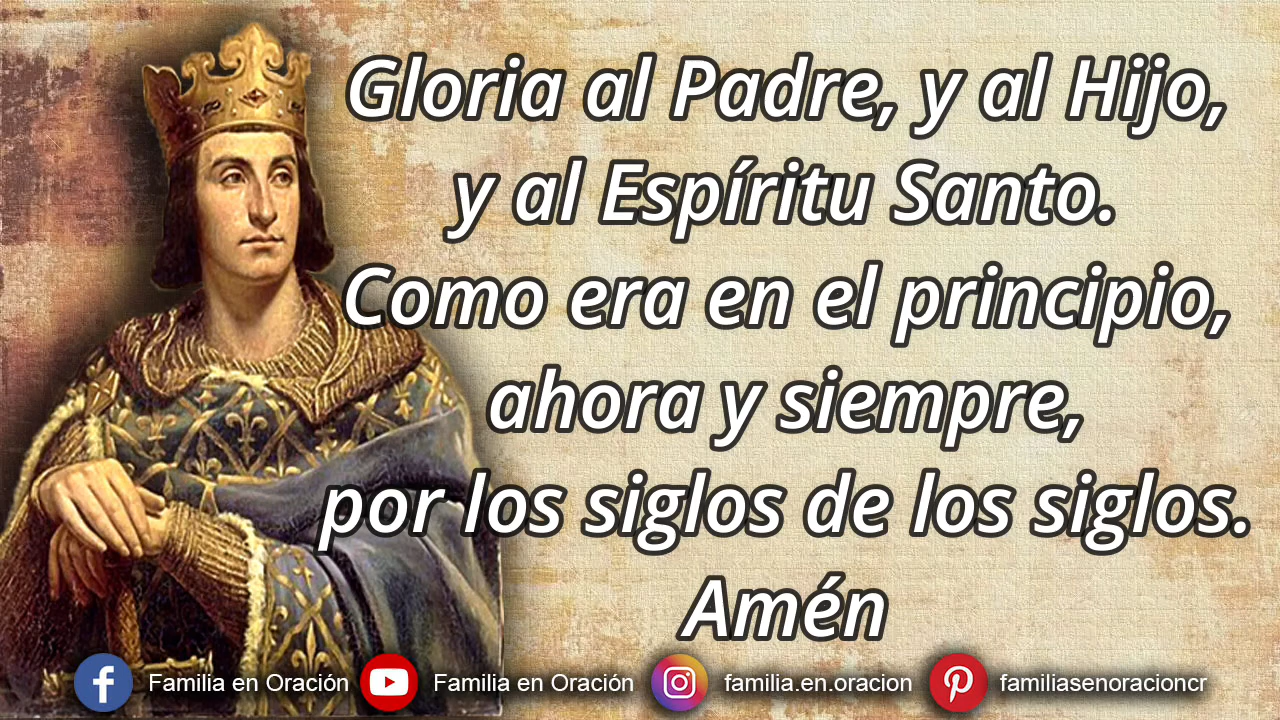 Gloria al Padre, y al Hijo,
y al Espíritu Santo.
Como era en el principio,
ahora y siempre,
por los siglos de los siglos.
Amén
Familia en Oración Familia en Oración familia.en.oracion familiasenoracioncr